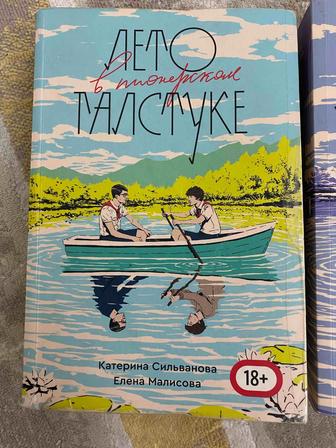 ЛЕТО
в пионерском
ГАЛСТУКЕ
Катерина Сильванова
Елена Малисова
18+